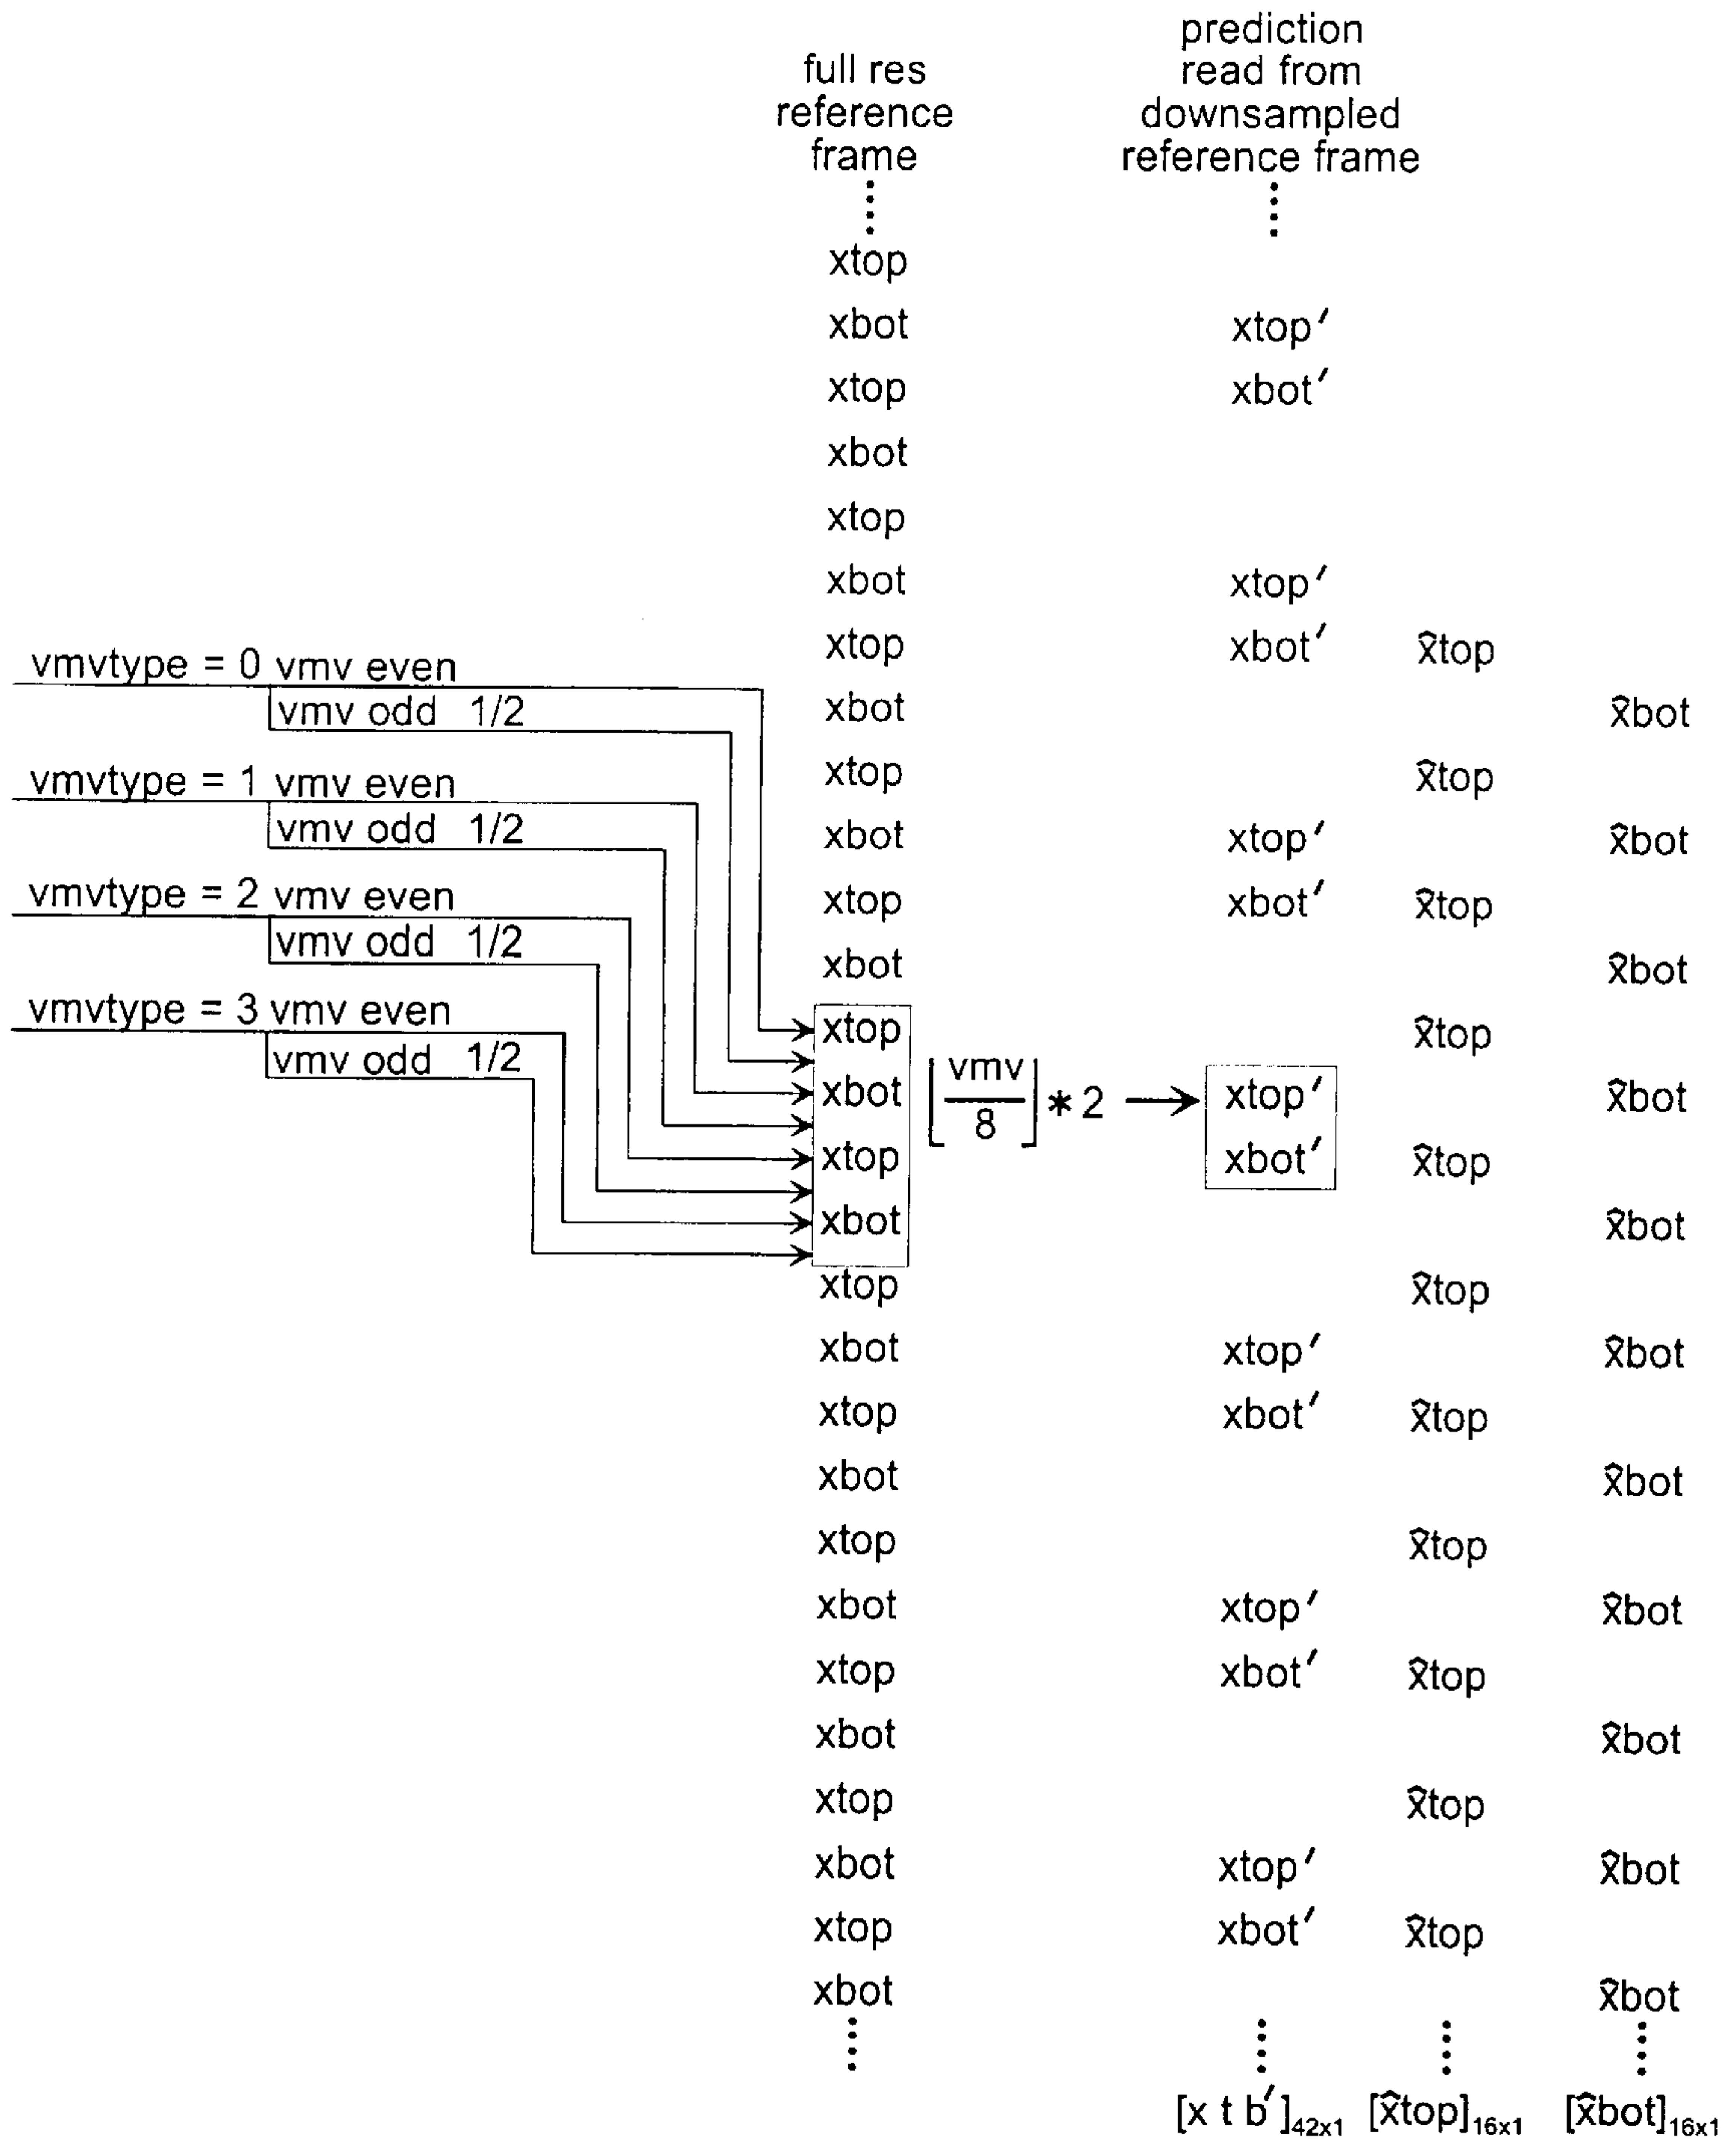 prediction
full res read from
reference downsampled
frame reference frame
xtop
xbot xtop′
xtop xbot′
xbot
xtop
xbot xtop′
vmvtype = 0 vmv even xtop xbot′ x̂top
vmv odd 1/2 xbot x̂bot
vmvtype = 1 vmv even xtop x̂top
vmv odd 1/2 xbot xtop′ x̂bot
vmvtype = 2 vmv even xtop xbot′ x̂top
vmv odd 1/2 xbot x̂bot
vmvtype = 3 vmv even xtop x̂top
vmv odd 1/2 xbot ⌊vmv/8⌋*2 xtop′ x̂bot
xtop xbot′ x̂top
xbot x̂bot
xtop x̂top
xbot xtop′ x̂bot
xtop xbot′ x̂top
xbot x̂bot
xtop x̂top
xbot xtop′ x̂bot
xtop xbot′ x̂top
xbot x̂bot
xtop x̂top
xbot xtop′ x̂bot
xtop xbot′ x̂top
xbot x̂bot
[x t b′]42x1 [x̂top]16x1 [x̂bot]16x1